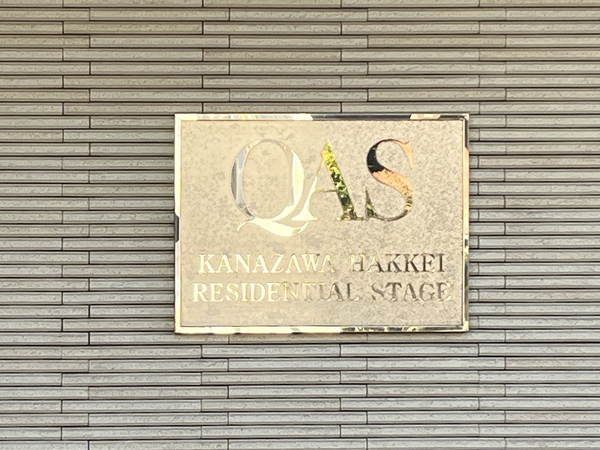 QAS
KANAZAWA HAKKEI
RESIDENTIAL STAGE